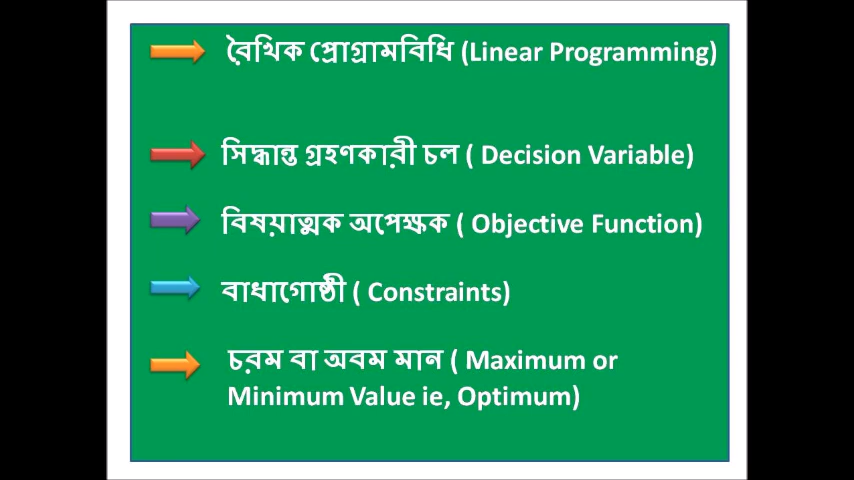 রৈখিক প্রোগ্রামবিধি (Linear Programming)
সিদ্ধান্ত গ্রহণকারী চল ( Decision Variable)
বিষয়াত্মক অপেক্ষক ( Objective Function)
বাধাগোষ্ঠী ( Constraints)
চরম বা অবম মান ( Maximum or
Minimum Value ie, Optimum)